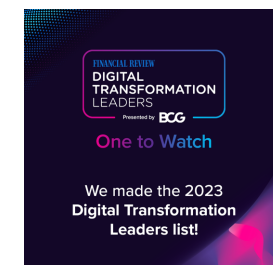 FINANCIAL REVIEW
DIGITAL
TRANSFORMATION
LEADERS
Presented by BCG
One to Watch
We made the 2023
Digital Transformation
Leaders list!